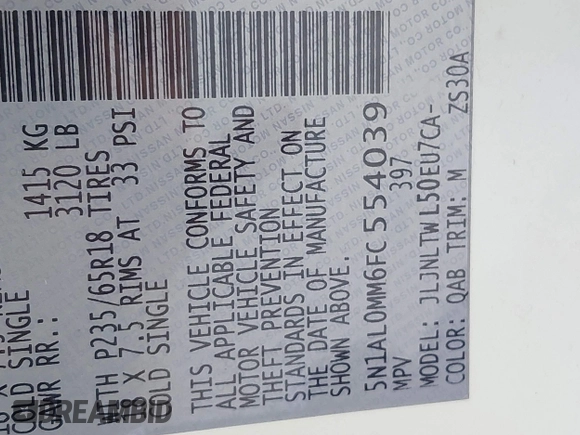 COLD SINGLE
GAWR RR.: 1415 KG
3120 LB
WITH P235/65R18 TIRES
18 X 7.5 RIMS AT 33 PSI
COLD SINGLE
THIS VEHICLE CONFORMS TO
ALL APPLICABLE FEDERAL
MOTOR VEHICLE SAFETY AND
THEFT PREVENTION
STANDARDS IN EFFECT ON
THE DATE OF MANUFACTURE
SHOWN ABOVE.
5N1AL0MM6FC554039
MPV 397
MODEL: JLJNLTWL50EU7CA-
COLOR: QAB TRIM: M ZS30A